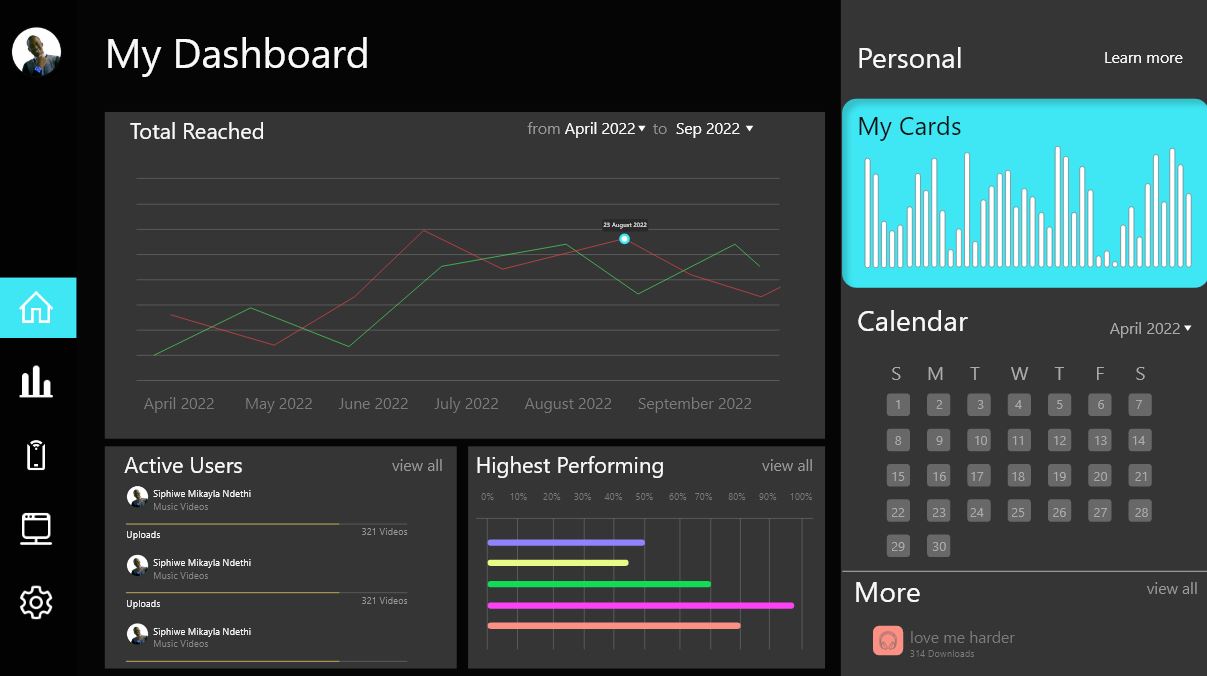 My Dashboard
Total Reached
from April 2022 to Sep 2022
23 August 2022
April 2022 May 2022 June 2022 July 2022 August 2022 September 2022
Active Users view all
Siphiwe Mikayla Ndethi
Music Videos
Uploads 321 Videos
Siphiwe Mikayla Ndethi
Music Videos
Uploads 321 Videos
Siphiwe Mikayla Ndethi
Music Videos
Highest Performing view all
0% 10% 20% 30% 40% 50% 60% 70% 80% 90% 100%
Personal Learn more
My Cards
Calendar April 2022
S M T W T F S
1 2 3 4 5 6 7
8 9 10 11 12 13 14
15 16 17 18 19 20 21
22 23 24 25 26 27 28
29 30
More view all
love me harder
314 Downloads